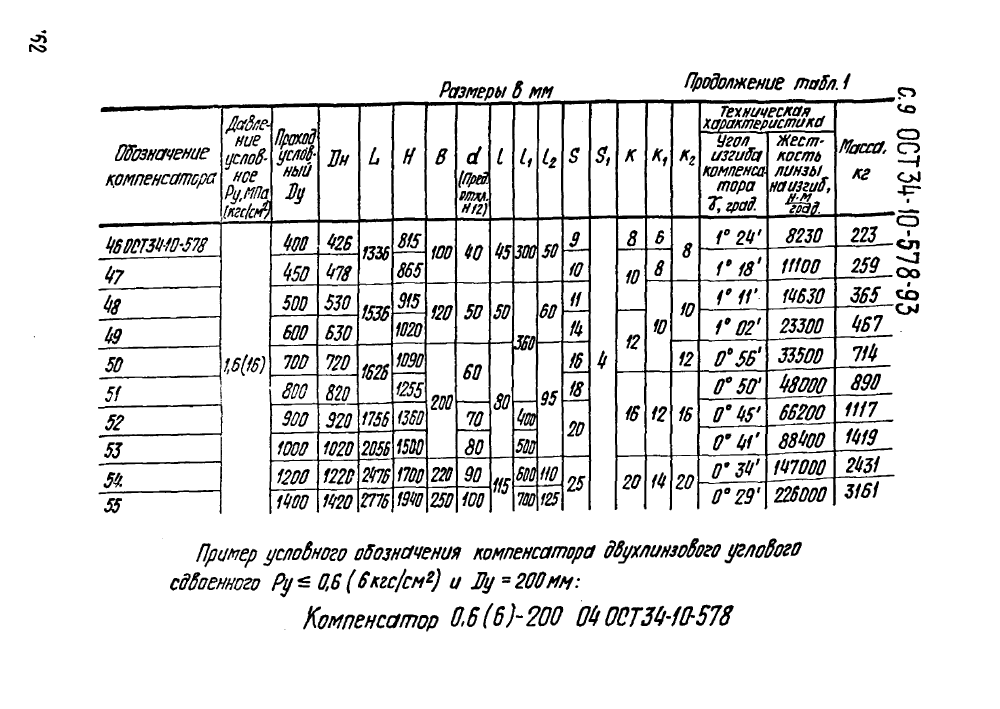 162
Размеры в мм
Продолжение табл. 1
с.9 ОСТ34-10-578-93
Обозначение компенсатора | Давление условное Ру, МПа (кгс/см²) | Проход условный Ду | Дн | L | H | B | d (Пред. откл. H12) | l | l₁ | l₂ | S | S₁ | K | K₁ | K₂ | Техническая характеристика | Угол изгиба компенсатора γ, град. | Жесткость линзы на изгиб, Н·М/град. | Масса, кг
46 ОСТ34-10-578 | 1,6(16) | 400 | 426 | 1336 | 815 | 100 | 40 | 45 | 300 | 50 | 9 | 4 | 8 | 6 | 8 | 1° 24' | 8230 | 223
47 | 450 | 478 | 865 | 10 | 10 | 8 | 1° 18' | 11100 | 259
48 | 500 | 530 | 1536 | 915 | 120 | 50 | 50 | 360 | 60 | 11 | 10 | 10 | 1° 11' | 14630 | 365
49 | 600 | 630 | 1020 | 14 | 12 | 1° 02' | 23300 | 467
50 | 700 | 720 | 1626 | 1090 | 200 | 60 | 80 | 95 | 16 | 12 | 0° 56' | 33500 | 714
51 | 800 | 820 | 1255 | 18 | 16 | 12 | 16 | 0° 50' | 48000 | 890
52 | 900 | 920 | 1756 | 1360 | 70 | 400 | 20 | 0° 45' | 66200 | 1117
53 | 1000 | 1020 | 2056 | 1500 | 80 | 500 | 0° 41' | 88400 | 1419
54 | 1200 | 1220 | 2476 | 1700 | 220 | 90 | 115 | 600 | 110 | 25 | 20 | 14 | 20 | 0° 34' | 147000 | 2431
55 | 1400 | 1420 | 2776 | 1940 | 250 | 100 | 700 | 125 | 0° 29' | 226000 | 3161
Пример условного обозначения компенсатора двухлинзового углового
сдвоенного Ру ≤ 0,6 (6 кгс/см²) и Ду = 200 мм:
Компенсатор 0,6 (6)-200 04 ОСТ34-10-578